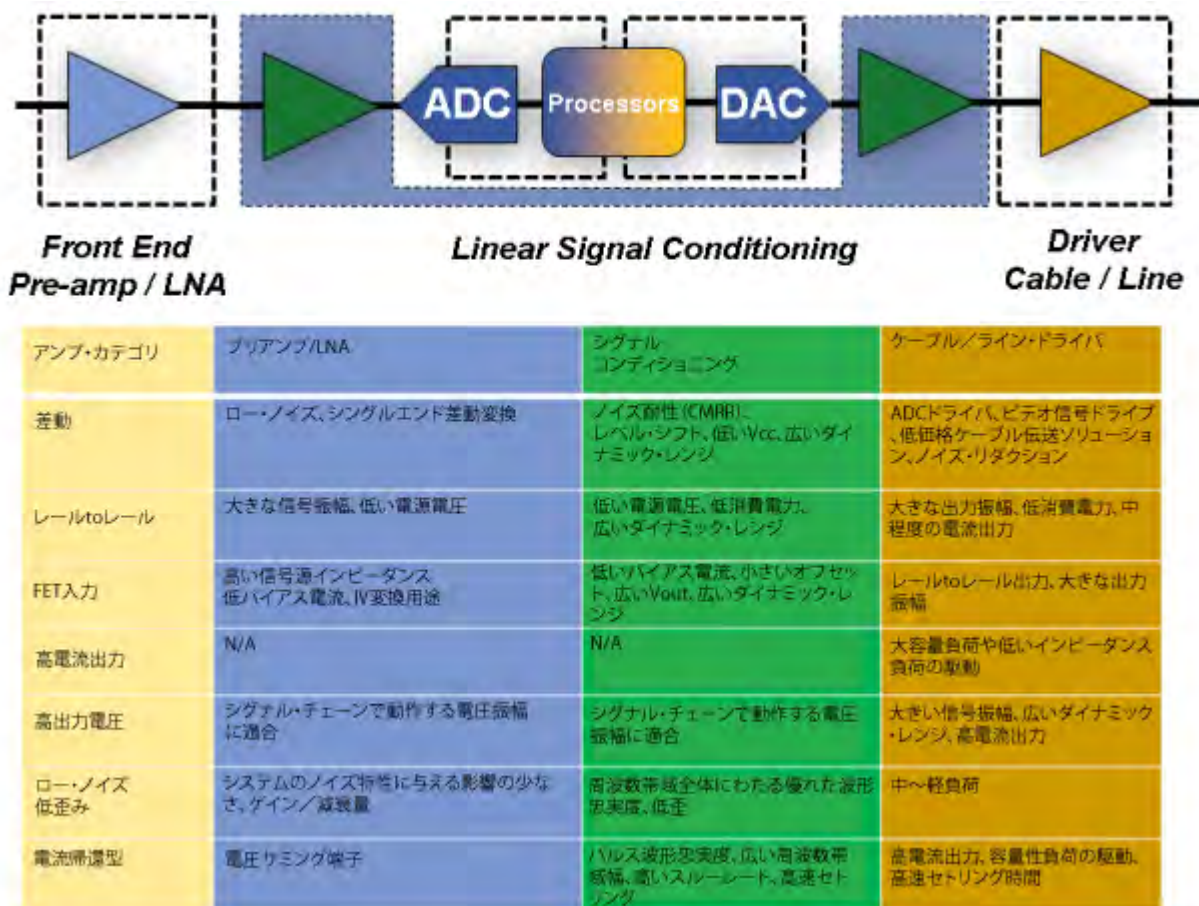 ADC
Processors
DAC
Front End
Pre-amp / LNA
Linear Signal Conditioning
Driver
Cable / Line
アンプ・カテゴリ
プリアンプ/LNA
シグナル
コンディショニング
ケーブル／ライン・ドライバ
差動
ロー・ノイズ、シングルエンド差動変換
ノイズ耐性(CMRR)、
レベル・シフト、低いVcc、広いダイ
ナミック・レンジ
ADCドライバ、ビデオ信号ドライブ
、低価格ケーブル伝送ソリューショ
ン、ノイズ・リダクション
レールtoレール
大きな信号振幅、低い電源電圧
低い電源電圧、低消費電力、
広いダイナミック・レンジ
大きな出力振幅、低消費電力、中
程度の電流出力
FET入力
高い信号源インピーダンス
低バイアス電流、IV変換用途
低いバイアス電流、小さいオフセッ
ト、広いVout、広いダイナミック・レ
ンジ
レールtoレール出力、大きな出力
振幅
高電流出力
N/A
N/A
大容量負荷や低いインピーダンス
負荷の駆動
高出力電圧
シグナル・チェーンで動作する電圧振幅
に適合
シグナル・チェーンで動作する電圧
振幅に適合
大きい信号振幅、広いダイナミック
・レンジ、高電流出力
ロー・ノイズ
低歪み
システムのノイズ特性に与える影響の少な
さ、ゲイン／減衰量
周波数帯域全体にわたる優れた波形
忠実度、低歪
中～軽負荷
電流帰還型
電圧サミング端子
パルス波形忠実度、広い周波数帯
域幅、高いスルーレート、高速セト
リング
高電流出力、容量性負荷の駆動、
高速セトリング時間